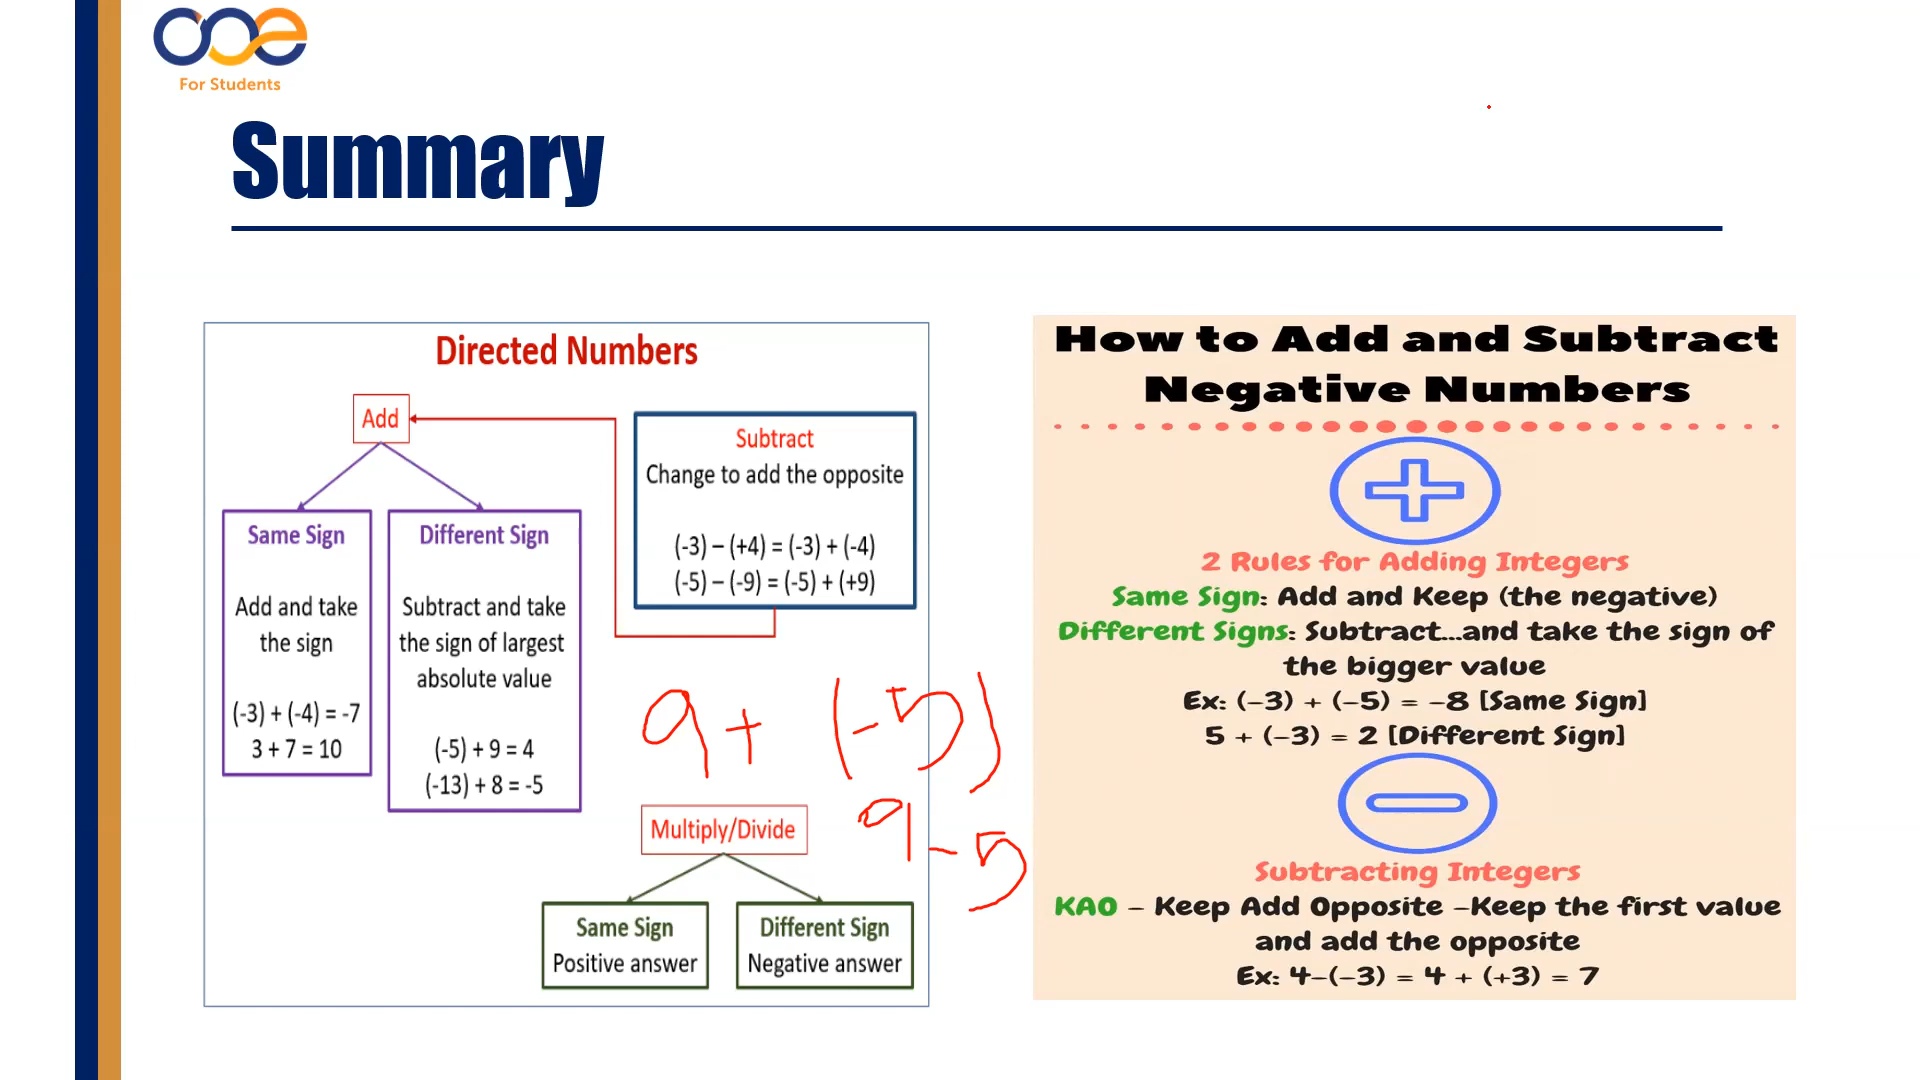 ooe
For Students
Summary
Directed Numbers
Add
Subtract
Change to add the opposite
(-3) – (+4) = (-3) + (-4)
(-5) – (-9) = (-5) + (+9)
Same Sign
Add and take
the sign
(-3) + (-4) = -7
3 + 7 = 10
Different Sign
Subtract and take
the sign of largest
absolute value
(-5) + 9 = 4
(-13) + 8 = -5
9 + (-5)
9 - 5
Multiply/Divide
Same Sign
Positive answer
Different Sign
Negative answer
How to Add and Subtract
Negative Numbers
2 Rules for Adding Integers
Same Sign: Add and Keep (the negative)
Different Signs: Subtract...and take the sign of
the bigger value
Ex: (-3) + (-5) = -8 [Same Sign]
5 + (-3) = 2 [Different Sign]
Subtracting Integers
KAO - Keep Add Opposite -Keep the first value
and add the opposite
Ex: 4-(-3) = 4 + (+3) = 7